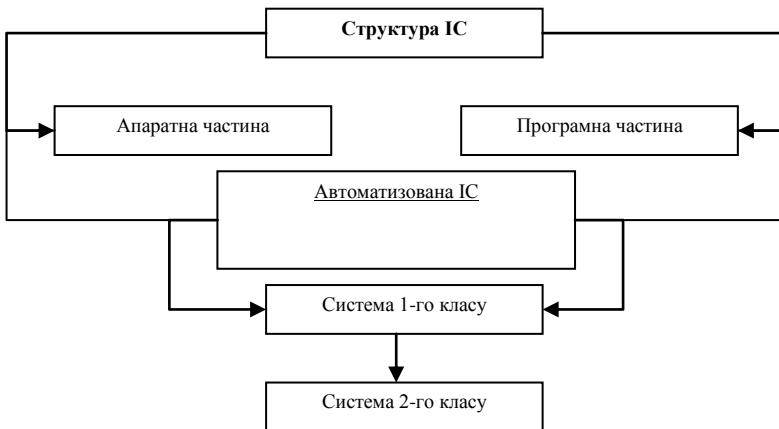 Структура ІС
Апаратна частина
Програмна частина
Автоматизована ІС
Система 1-го класу
Система 2-го класу